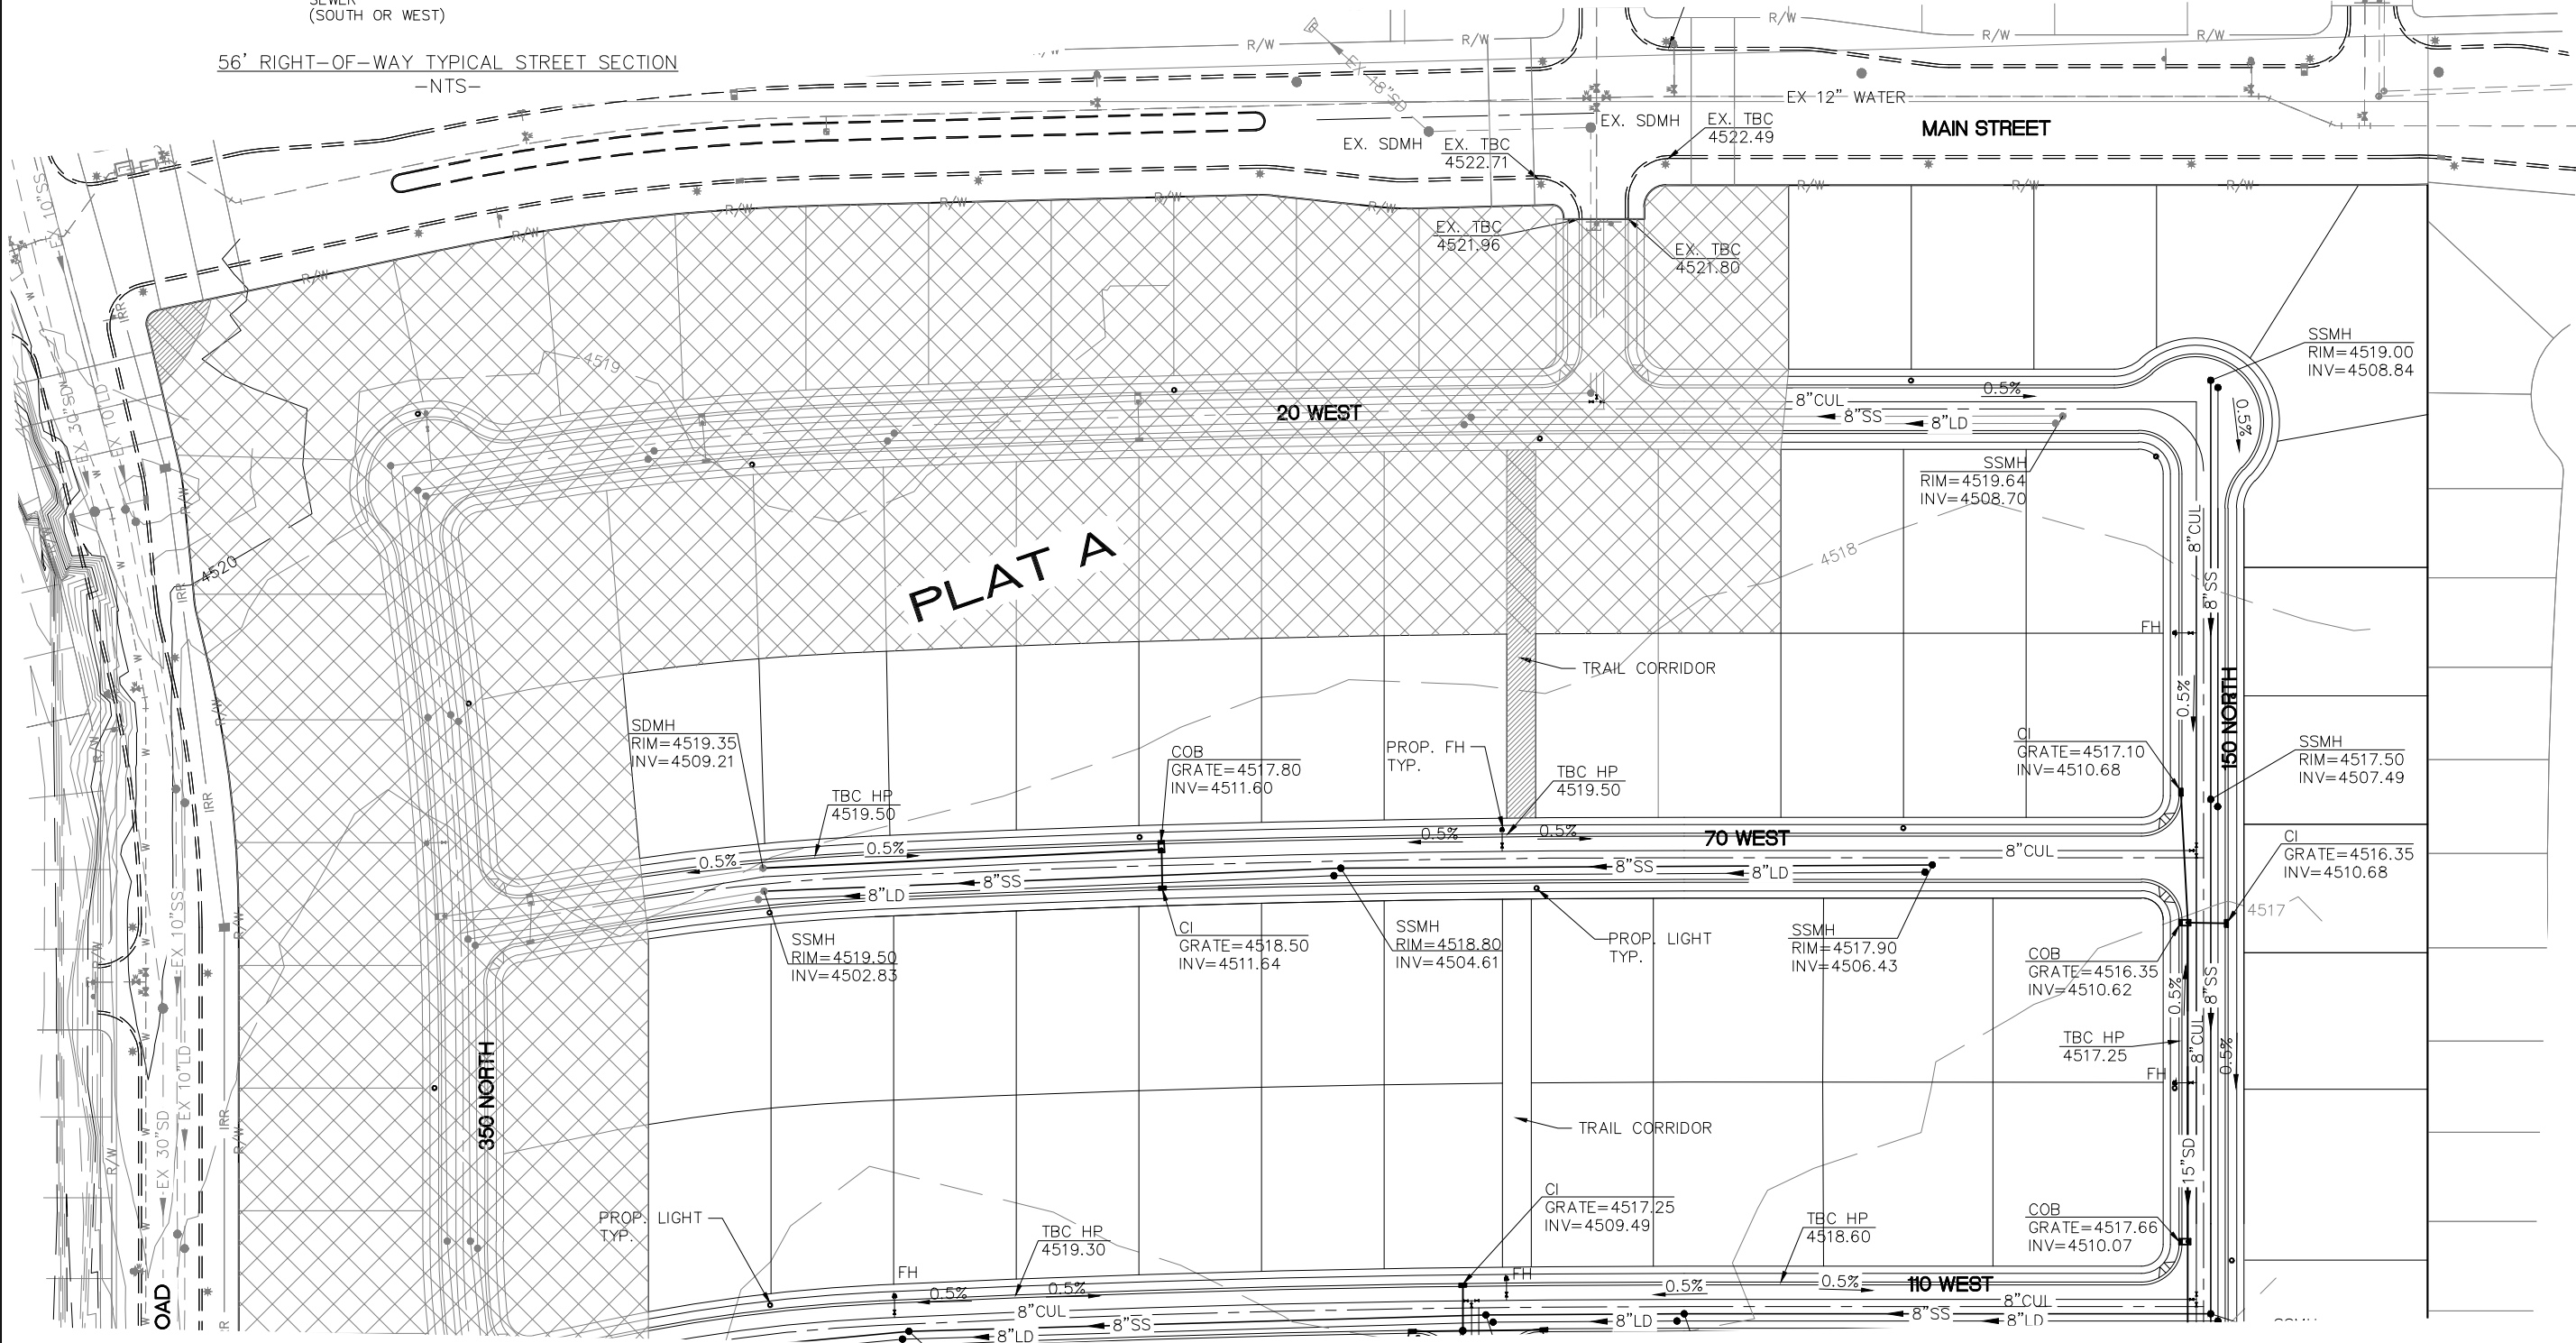 SEWER
(SOUTH OR WEST)
56' RIGHT-OF-WAY TYPICAL STREET SECTION
-NTS-
R/W
R/W
R/W
R/W
R/W
EX 48"SD
EX 12" WATER
EX. SDMH
EX. SDMH
EX. TBC
4522.49
EX. TBC
4522.71
MAIN STREET
R/W
R/W
R/W
R/W
R/W
R/W
R/W
R/W
R/W
EX. TBC
4521.96
EX. TBC
4521.80
EX 10"SS
EX 30"SD
EX 10"LD
IRR
W
W
4519
20 WEST
8"CUL
0.5%
8"SS
8"LD
0.5%
SSMH
RIM=4519.00
INV=4508.84
SSMH
RIM=4519.64
INV=4508.70
R/W
R/W
4520
IRR
PLAT A
4518
8"CUL
8"SS
FH
TRAIL CORRIDOR
0.5%
150 NORTH
R/W
R/W
W
W
IRR
SDMH
RIM=4519.35
INV=4509.21
COB
GRATE=4517.80
INV=4511.60
PROP. FH
TYP.
TBC HP
4519.50
TBC HP
4519.50
CI
GRATE=4517.10
INV=4510.68
SSMH
RIM=4517.50
INV=4507.49
0.5%
0.5%
0.5%
0.5%
70 WEST
8"CUL
8"SS
8"LD
8"SS
8"LD
CI
GRATE=4516.35
INV=4510.68
4517
SSMH
RIM=4519.50
INV=4502.83
CI
GRATE=4518.50
INV=4511.64
SSMH
RIM=4518.80
INV=4504.61
PROP. LIGHT
TYP.
SSMH
RIM=4517.90
INV=4506.43
COB
GRATE=4516.35
INV=4510.62
EX 10"SS
R/W
R/W
0.5%
8"SS
TBC HP
4517.25
8"CUL
0.5%
FH
350 NORTH
EX 30"SD
EX 10"LD
IRR
R/W
R/W
W
W
TRAIL CORRIDOR
15"SD
CI
GRATE=4517.25
INV=4509.49
PROP. LIGHT
TYP.
TBC HP
4519.30
TBC HP
4518.60
COB
GRATE=4517.66
INV=4510.07
FH
FH
0.5%
0.5%
0.5%
0.5%
110 WEST
8"CUL
8"CUL
8"SS
8"LD
8"LD
8"SS
8"LD
OAD